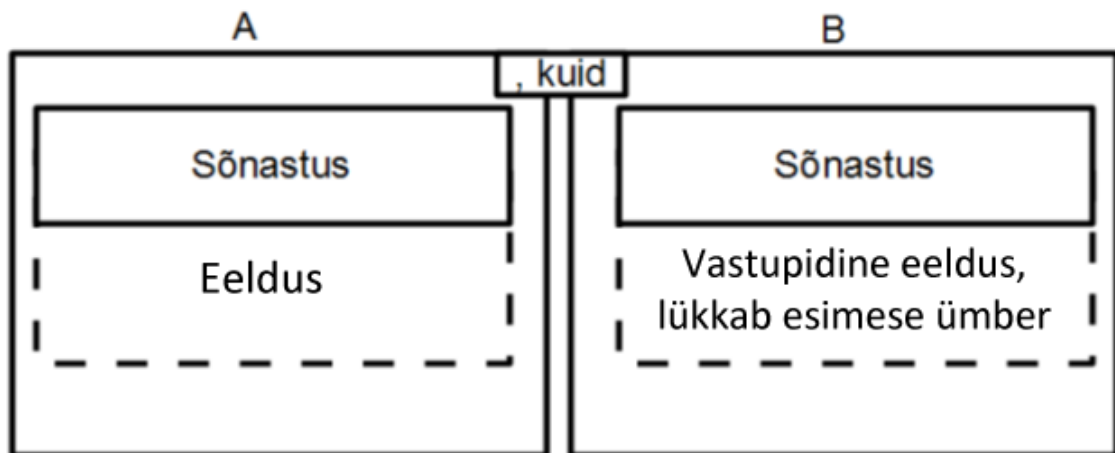 A
B
, kuid
Sõnastus
Sõnastus
Eeldus
Vastupidine eeldus,
lükkab esimese ümber